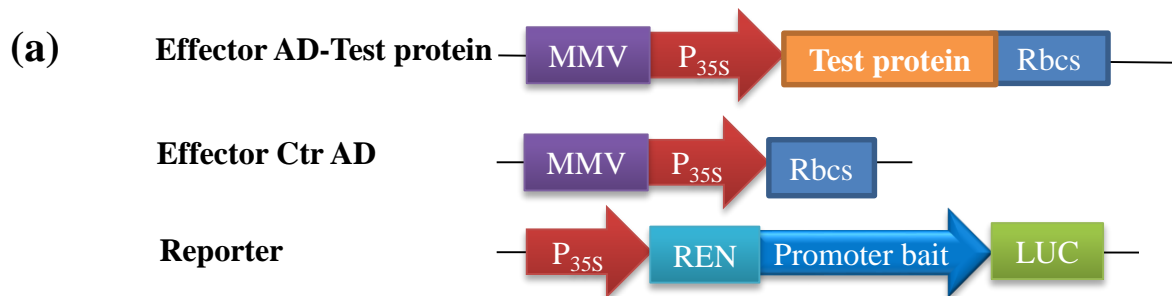 (a) Effector AD-Test protein MMV P35S Test protein Rbcs
Effector Ctr AD MMV P35S Rbcs
Reporter P35S REN Promoter bait LUC